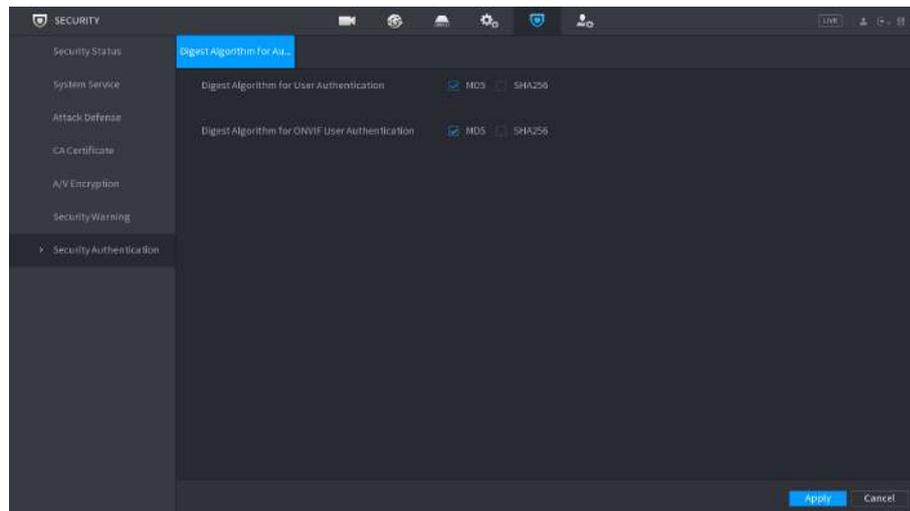 SECURITY
LIVE
Security Status
Digest Algorithm for Au...
System Service
Digest Algorithm for User Authentication MD5 SHA256
Attack Defense
Digest Algorithm for ONVIF User Authentication MD5 SHA256
CA Certificate
A/V Encryption
Security Warning
Security Authentication
Apply Cancel